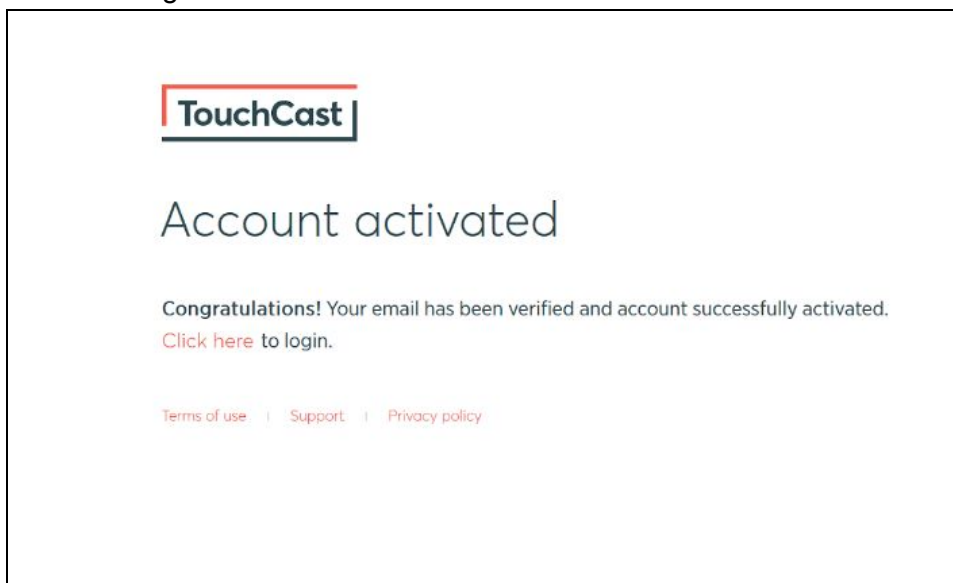 TouchCast
Account activated
Congratulations! Your email has been verified and account successfully activated.
Click here to login.
Terms of use | Support | Privacy policy